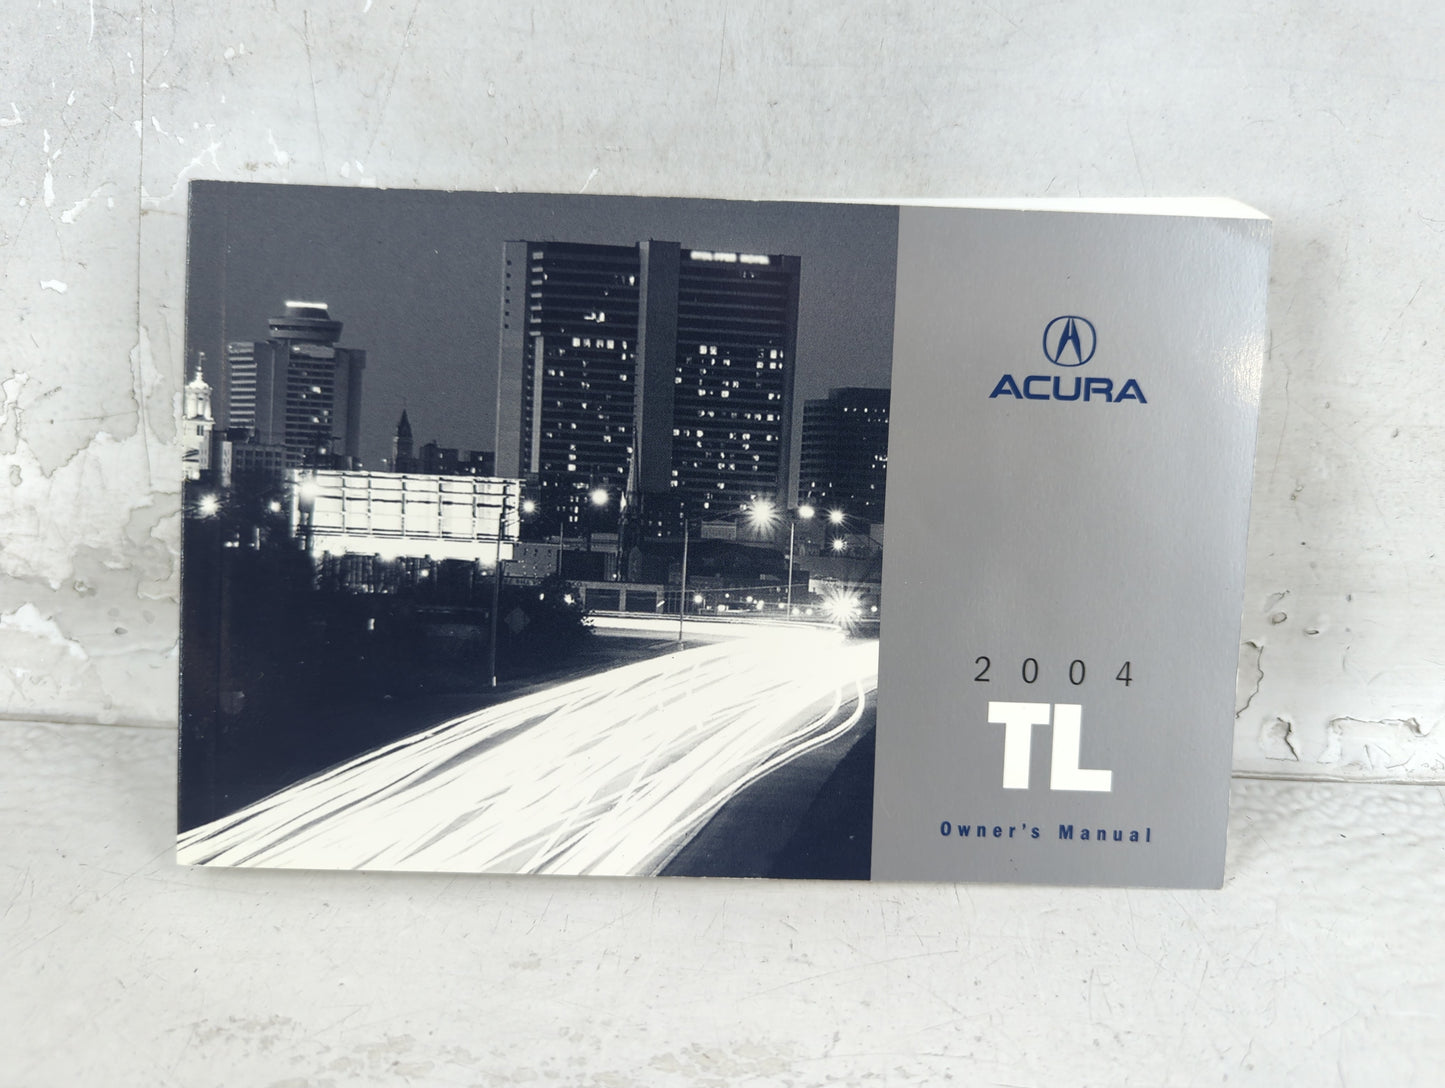 ACURA
2004
TL
Owner's Manual